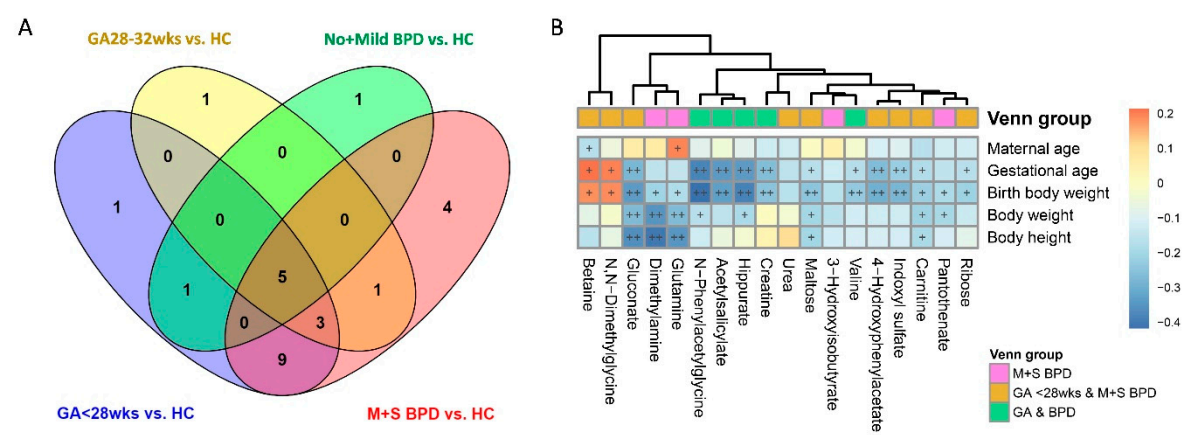 A
GA28-32wks vs. HC
No+Mild BPD vs. HC
1
1
0
0
0
1
0
0
4
5
1
1
0
3
9
GA<28wks vs. HC
M+S BPD vs. HC
B
Venn group
Maternal age
+
+
Gestational age
+ + ++ ++ ++ ++ ++ + + ++ ++ + + +
Birth body weight
+ + ++ + + ++ ++ ++ ++ ++ ++ ++ ++ + + +
Body weight
++ ++ ++ + + + + +
Body height
++ ++ ++ + +
Betaine
N,N−Dimethylglycine
Gluconate
Dimethylamine
Glutamine
N−Phenylacetylglycine
Acetylsalicylate
Hippurate
Creatine
Urea
Maltose
3−Hydroxyisobutyrate
Valine
4−Hydroxyphenylacetate
Indoxyl sulfate
Carnitine
Pantothenate
Ribose
0.2
0.1
0
−0.1
−0.2
−0.3
−0.4
Venn group
M+S BPD
GA <28wks & M+S BPD
GA & BPD